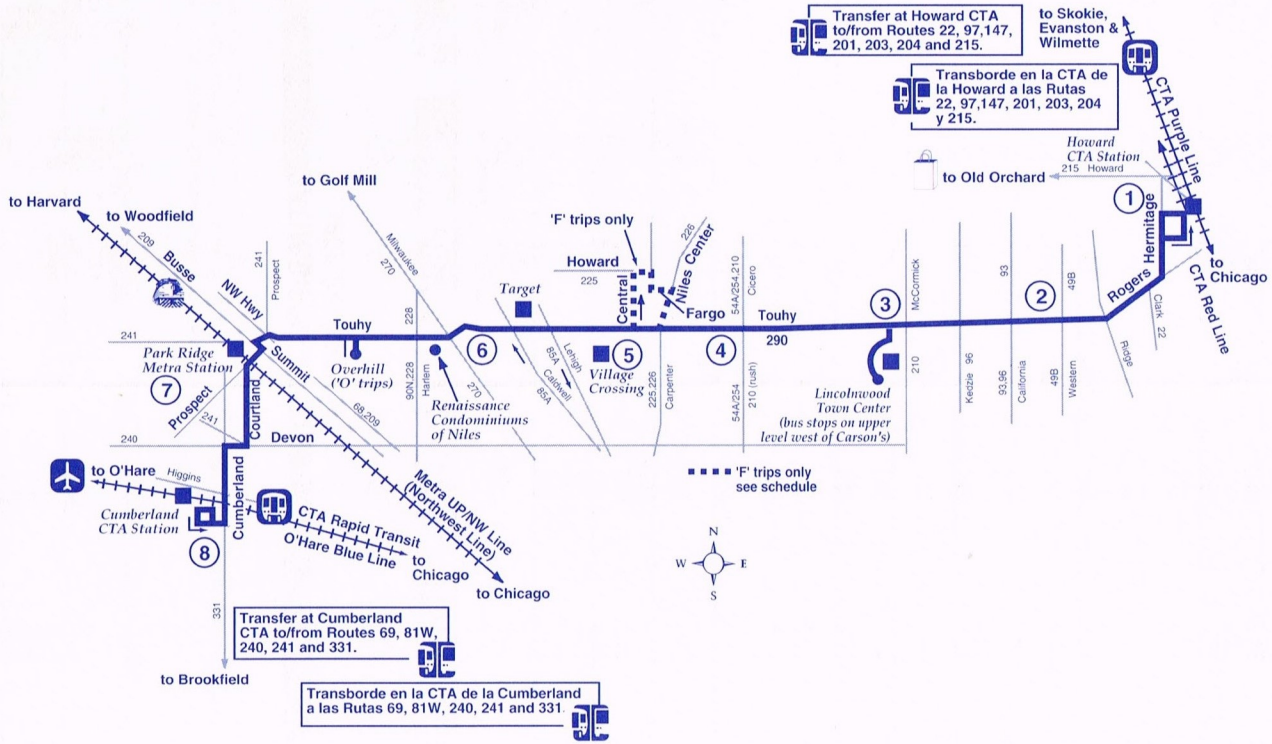 Transfer at Howard CTA
to/from Routes 22, 97,147,
201, 203, 204 and 215.
to Skokie,
Evanston &
Wilmette
Transborde en la CTA de
la Howard a las Rutas
22, 97,147, 201, 203, 204
y 215.
CTA Purple Line
Howard
CTA Station
215 Howard
to Old Orchard
1
Hermitage
to
Chicago
CTA Red Line
Rogers
Clark 22
Ridge
to Golf Mill
to Harvard
to Woodfield
209
Busse
NW Hwy
241
Prospect
Milwaukee
270
'F' trips only
Howard
225
226
Niles Center
Central
Fargo
54A/254.210
Cicero
McCormick
93
2
49B
3
Target
228
Touhy
Touhy
290
241
Park Ridge
Metra Station
7
Summit
Overhill
('O' trips)
6
Lehigh
85A
Caldwell
85A
5
Village
Crossing
4
210
Kedzie 96
93,96
California
49B
93,96
Western
Prospect
241
Courtland
68,209
90N,228
Harlem
Renaissance
Condominiums
of Niles
270
225,226
Carpenter
54A/254
210 (rush)
Lincolnwood
Town Center
(bus stops on upper
level west of Carson's)
240
Devon
'F' trips only
see schedule
to O'Hare
Higgins
Cumberland
Cumberland
CTA Station
8
CTA Rapid Transit
O'Hare Blue Line
to
Chicago
Metra UP/NW Line
(Northwest Line)
to Chicago
N
W
E
S
331
Transfer at Cumberland
CTA to/from Routes 69, 81W,
240, 241 and 331.
to Brookfield
Transborde en la CTA de la Cumberland
a las Rutas 69, 81W, 240, 241 and 331.